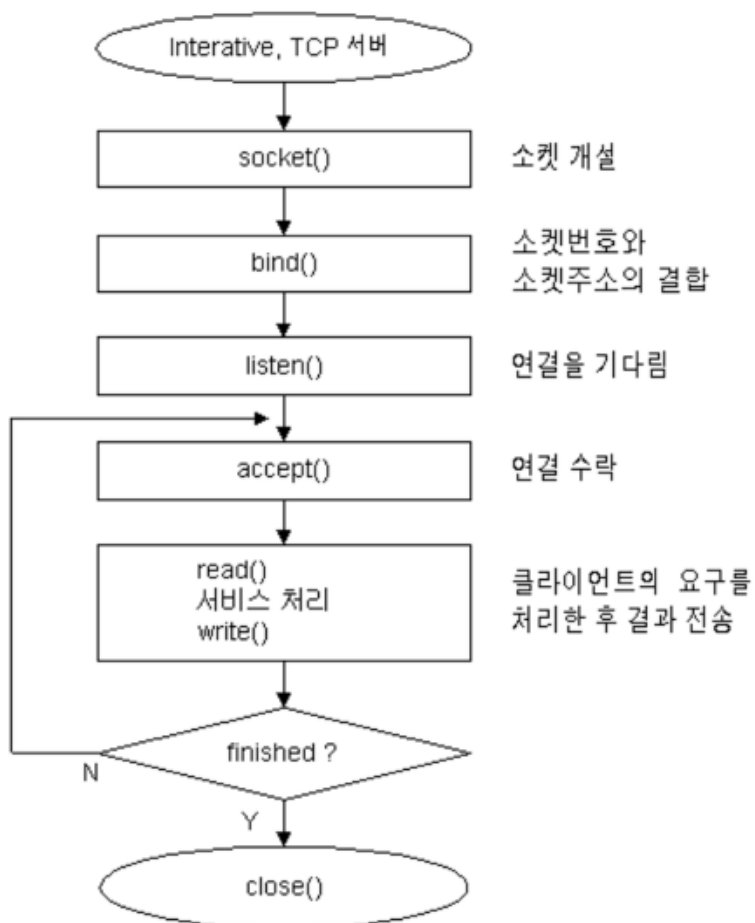 Interative, TCP 서버
socket()
소켓 개설
bind()
소켓번호와
소켓주소의 결합
listen()
연결을 기다림
accept()
연결 수락
read()
서비스 처리
write()
클라이언트의 요구를
처리한 후 결과 전송
finished ?
N
Y
close()